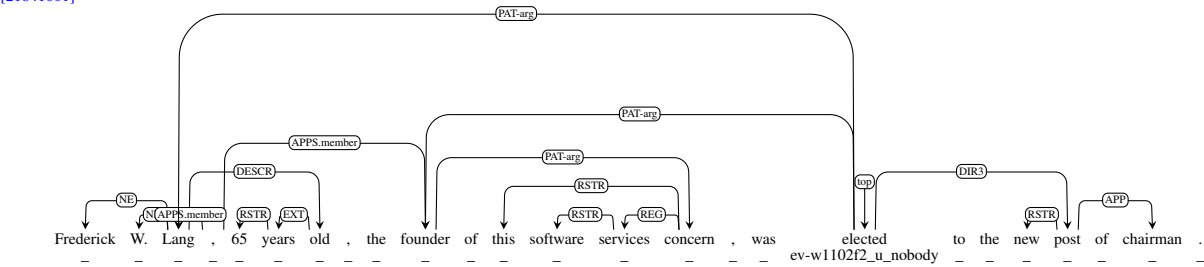 PAT-arg
PAT-arg
APPS.member
PAT-arg
DESCR
DIR3
top
RSTR
NE
APP
APPS.member
RSTR
EXT
RSTR
REG
RSTR
Frederick W. Lang , 65 years old , the founder of this software services concern , was elected to the new post of chairman .
_ _ _ _ _ _ _ _ _ _ _ _ _ _ _ _ _ ev-w1102f2_u_nobody _ _ _ _ _ _ _